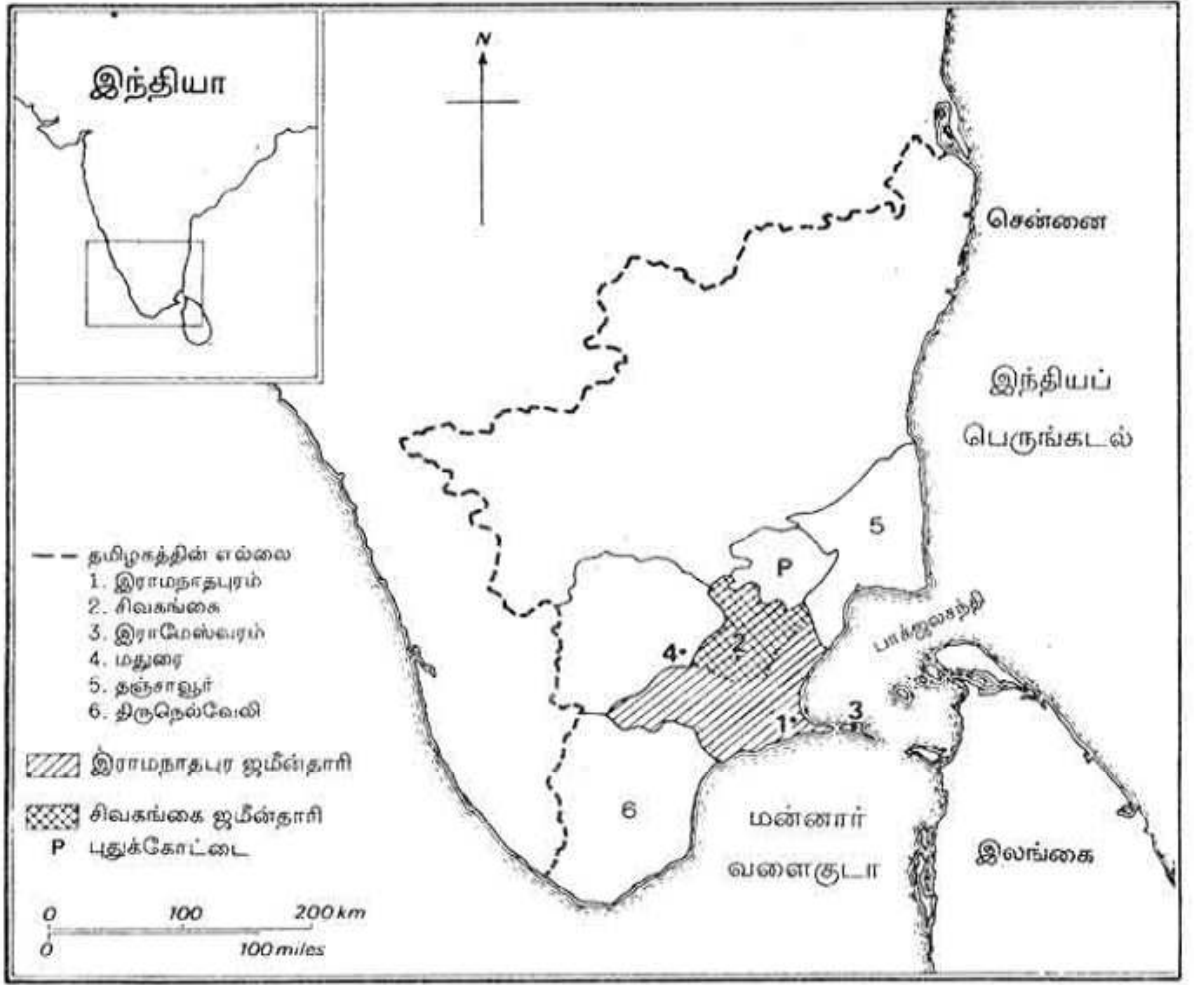 இந்தியா
N
சென்னை
இந்தியப்
பெருங்கடல்
5
P
பாக்ஜலசந்தி
2
4
3
1
6
மன்னார்
வளைகுடா
இலங்கை
தமிழகத்தின் எல்லை
1. இராமநாதபுரம்
2. சிவகங்கை
3. இராமேஸ்வரம்
4. மதுரை
5. தஞ்சாவூர்
6. திருநெல்வேலி
இராமநாதபுர ஜமீன்தாரி
சிவகங்கை ஜமீன்தாரி
P புதுக்கோட்டை
0 100 200 km
0 100 miles